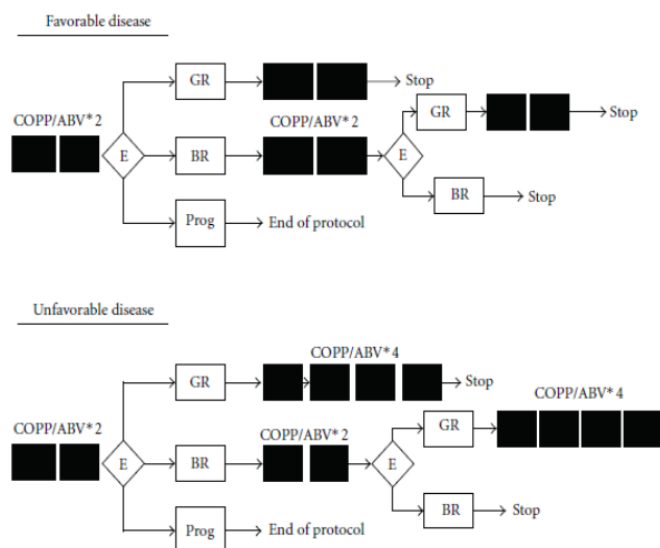 Favorable disease
GR
Stop
COPP/ABV*2
COPP/ABV*2
GR
Stop
E
BR
E
BR
Stop
Prog
End of protocol
Unfavorable disease
COPP/ABV*4
GR
Stop
COPP/ABV*4
COPP/ABV*2
COPP/ABV*2
GR
E
BR
E
BR
Stop
Prog
End of protocol